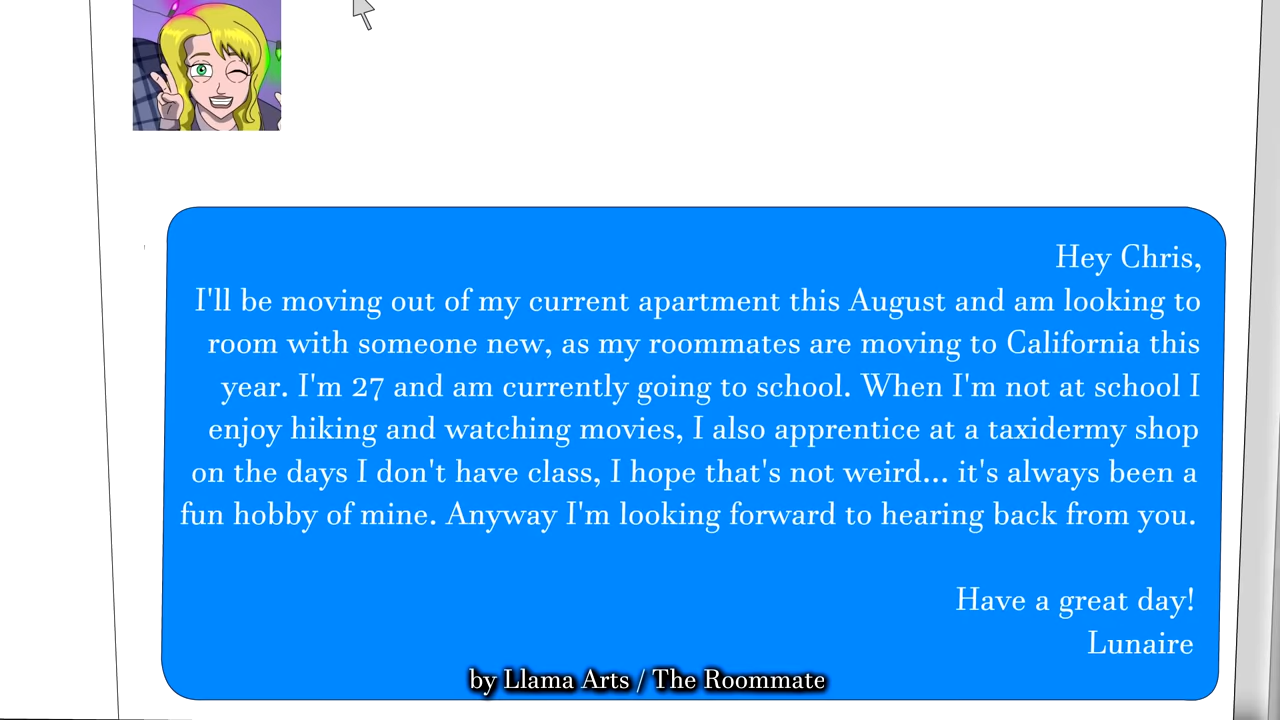 Hey Chris,
I'll be moving out of my current apartment this August and am looking to
room with someone new, as my roommates are moving to California this
year. I'm 27 and am currently going to school. When I'm not at school I
enjoy hiking and watching movies, I also apprentice at a taxidermy shop
on the days I don't have class, I hope that's not weird... it's always been a
fun hobby of mine. Anyway I'm looking forward to hearing back from you.
Have a great day!
Lunaire
by Llama Arts / The Roommate